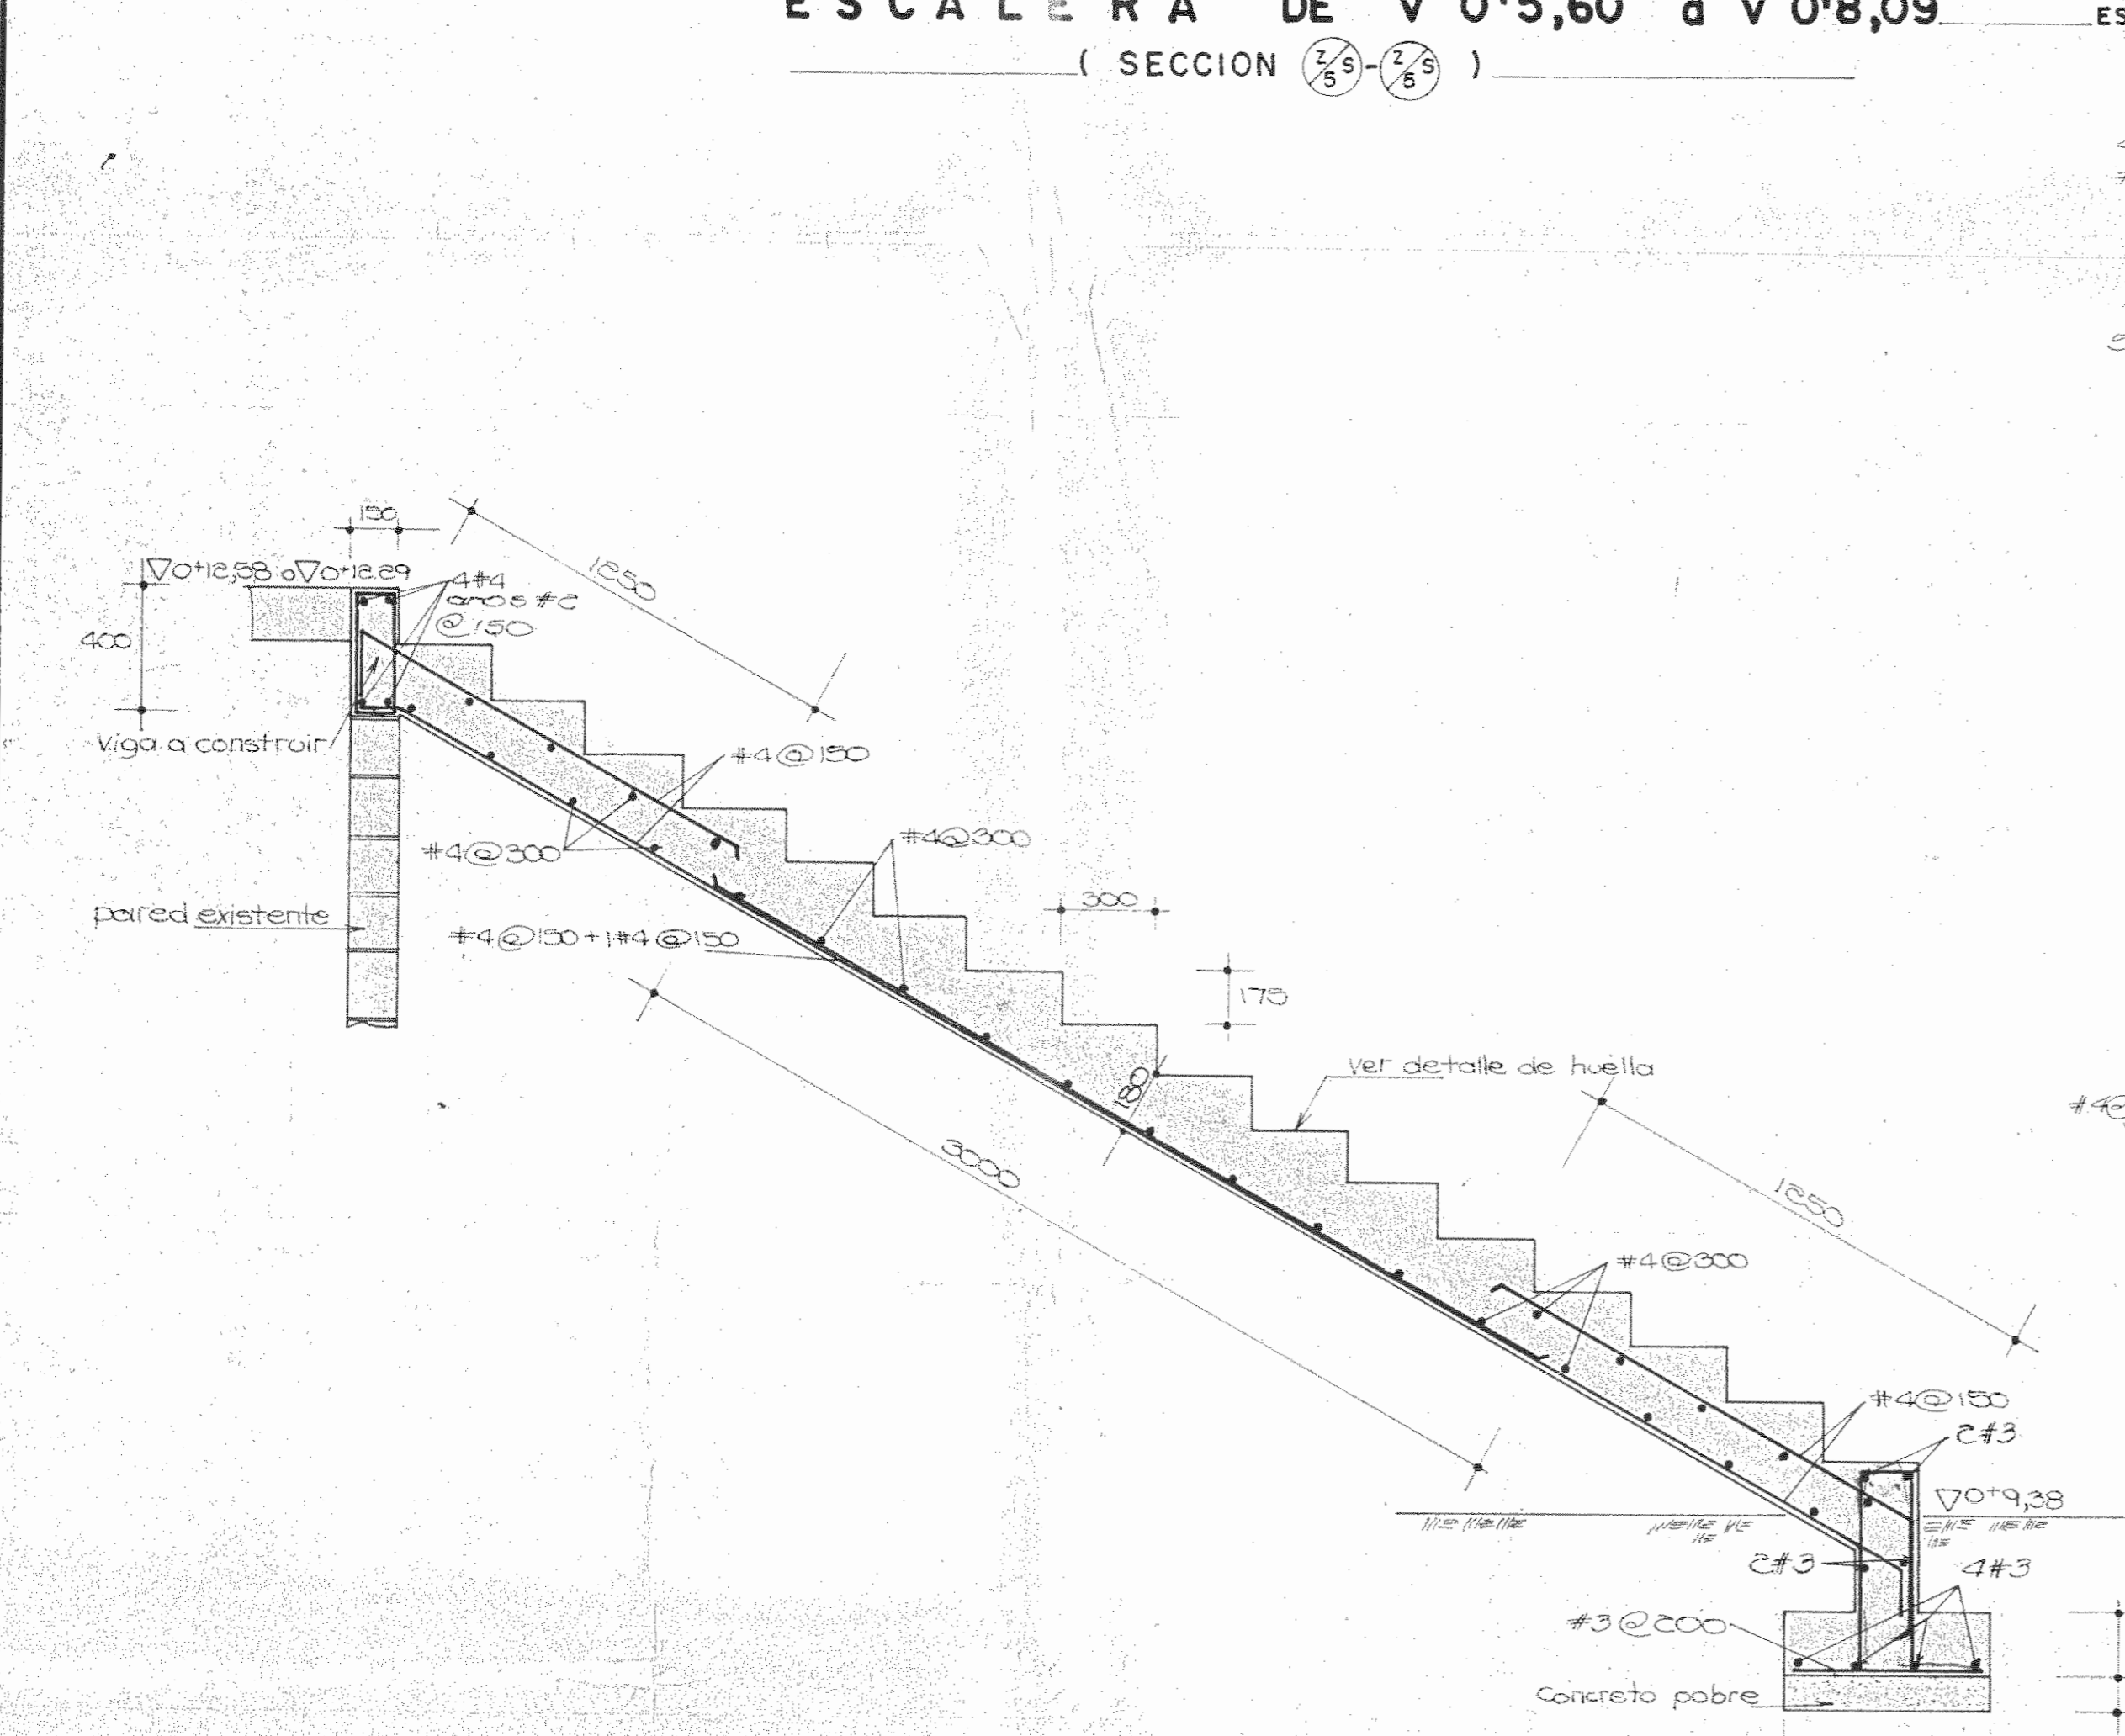 ESCALERA DE ▽0+5,60 a ▽0+8,09
( SECCION 2/5 S - 2/5 S )
150
1250
▽0+12,58 o ▽0+12.29
4#4
aros #2
@150
400
viga a construir
#4@150
#4@300
#4@300
300
pared existente
#4@150+1#4@150
175
ver detalle de huella
180
3000
1250
#4@300
#4@150
2#3
▽0+9,38
2#3
4#3
#3@200
concreto pobre